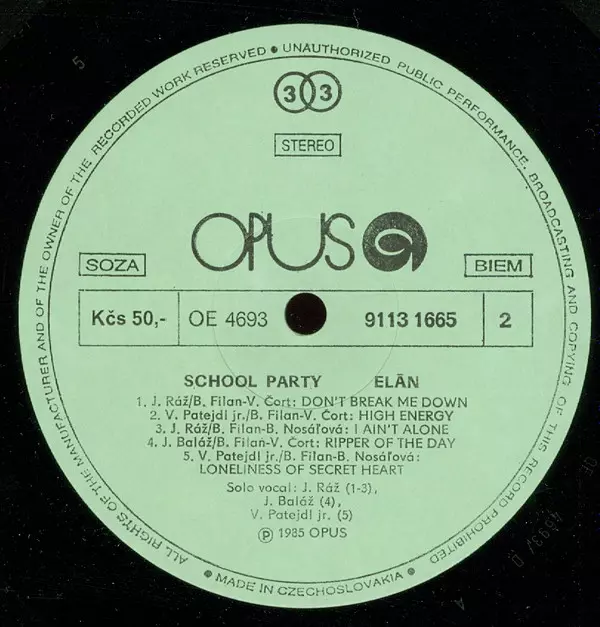 ALL RIGHTS OF THE MANUFACTURER AND OF THE OWNER OF THE RECORDED WORK RESERVED ● UNAUTHORIZED PUBLIC PERFORMANCE, BROADCASTING AND COPYING OF THIS RECORD PROHIBITED
33
STEREO
OPUS
SOZA
BIEM
Kčs 50,- OE 4693 9113 1665 2
SCHOOL PARTY ELÂN
1. J. Ráž/B. Filan-V. Čort: DON'T BREAK ME DOWN
2. V. Patejdl jr./B. Filan-V. Čort: HIGH ENERGY
3. J. Ráž/B. Filan-B. Nosáľová: I AIN'T ALONE
4. J. Baláž/B. Filan-V. Čort: RIPPER OF THE DAY
5. V. Patejdl jr./B. Filan-B. Nosáľová:
LONELINESS OF SECRET HEART
Solo vocal: J. Ráž (1-3),
J. Baláž (4),
V. Patejdl jr. (5)
Ⓟ 1985 OPUS
● MADE IN CZECHOSLOVAKIA ●